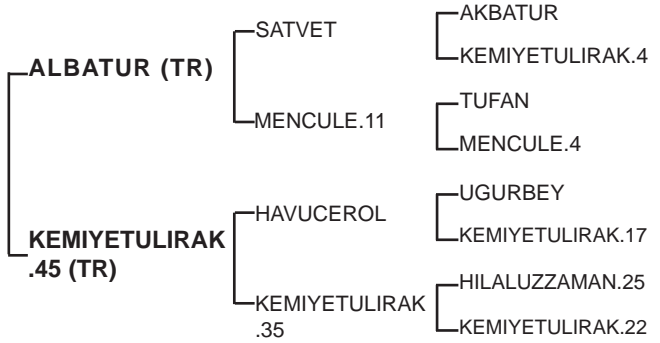 ALBATUR (TR)
SATVET
AKBATUR
KEMIYETULIRAK.4
MENCULE.11
TUFAN
MENCULE.4
KEMIYETULIRAK
.45 (TR)
HAVUCEROL
UGURBEY
KEMIYETULIRAK.17
KEMIYETULIRAK
.35
HILALUZZAMAN.25
KEMIYETULIRAK.22